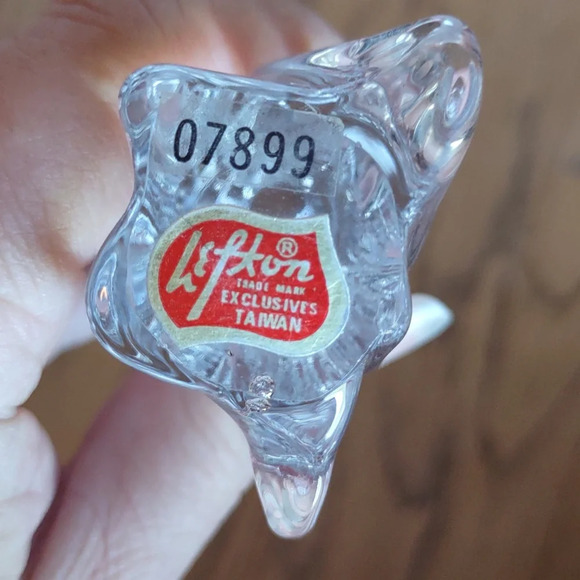 07899
Lefton®
TRADE MARK
EXCLUSIVES
TAIWAN